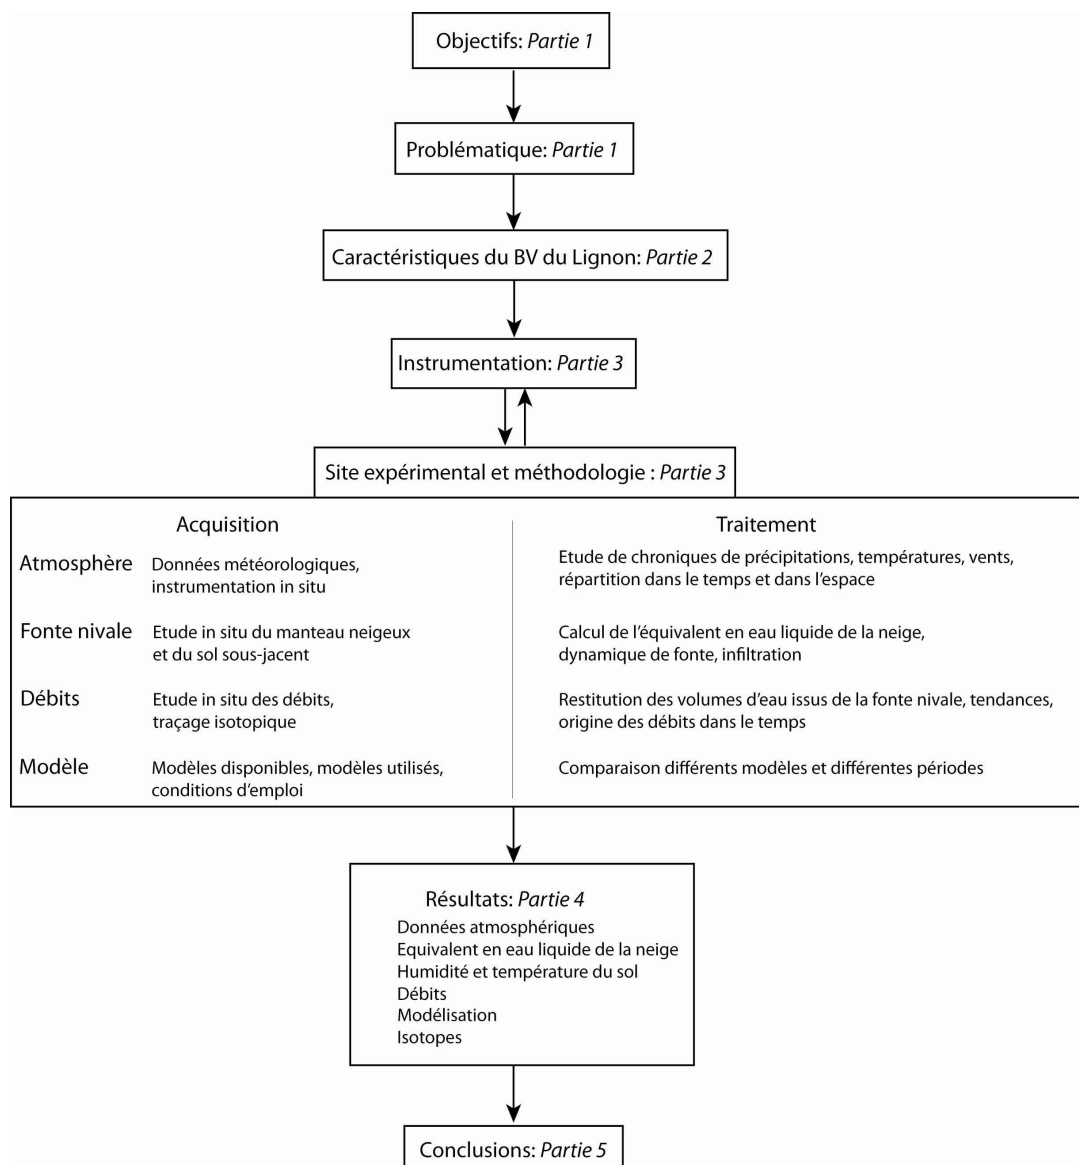 Objectifs: Partie 1
Problématique: Partie 1
Caractéristiques du BV du Lignon: Partie 2
Instrumentation: Partie 3
Site expérimental et méthodologie : Partie 3
Acquisition
Traitement
Atmosphère
Données météorologiques,
instrumentation in situ
Etude de chroniques de précipitations, températures, vents,
répartition dans le temps et dans l'espace
Fonte nivale
Etude in situ du manteau neigeux
et du sol sous-jacent
Calcul de l'équivalent en eau liquide de la neige,
dynamique de fonte, infiltration
Débits
Etude in situ des débits,
traçage isotopique
Restitution des volumes d'eau issus de la fonte nivale, tendances,
origine des débits dans le temps
Modèle
Modèles disponibles, modèles utilisés,
conditions d'emploi
Comparaison différents modèles et différentes périodes
Résultats: Partie 4
Données atmosphériques
Equivalent en eau liquide de la neige
Humidité et température du sol
Débits
Modélisation
Isotopes
Conclusions: Partie 5